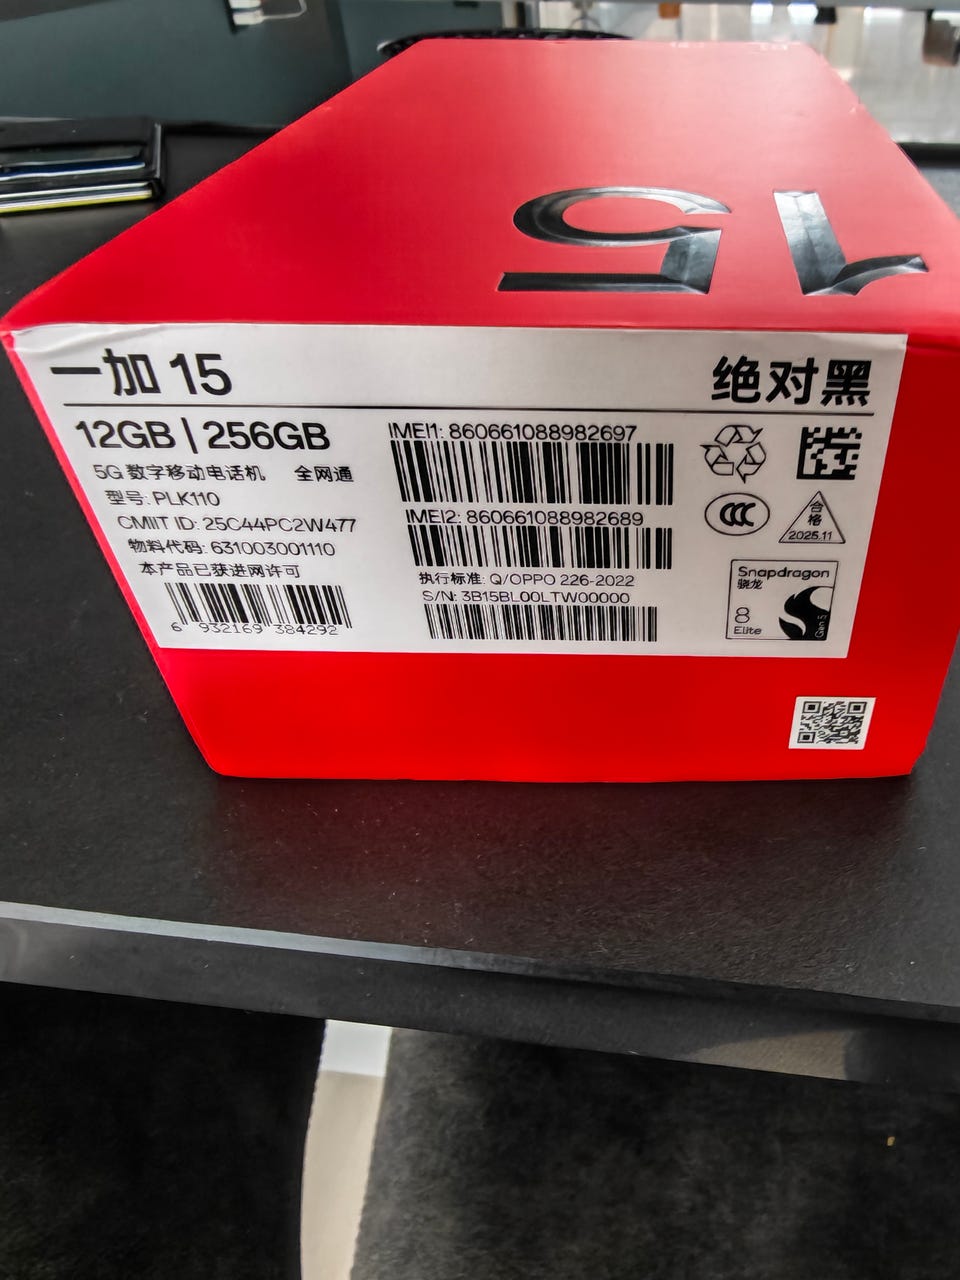 15
一加 15
绝对黑
12GB | 256GB
5G 数字移动电话机 全网通
型号: PLK110
CMIIT ID: 25C44PC2W477
物料代码: 631003001110
本产品已获进网许可
6 932169 384292
IMEI1: 860661088982697
IMEI2: 860661088982689
执行标准: Q/OPPO 226-2022
S/N: 3B15BL00LTW00000
CCC
合格
2025.11
Snapdragon
骁龙
8
Elite
Gen 5